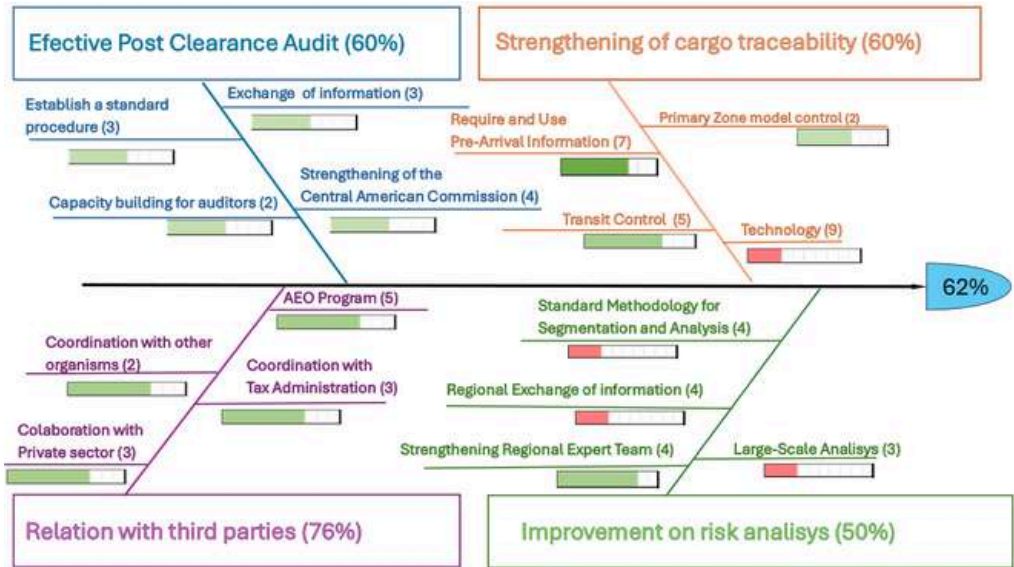 Efective Post Clearance Audit (60%)
Strengthening of cargo traceability (60%)
Exchange of information (3)
Establish a standard
procedure (3)
Strengthening of the
Central American Commission (4)
Capacity building for auditors (2)
Require and Use
Pre-Arrival Information (7)
Primary Zone model control (2)
Transit Control (5)
Technology (9)
62%
AEO Program (5)
Coordination with other
organisms (2)
Coordination with
Tax Administration (3)
Colaboration with
Private sector (3)
Standard Methodology for
Segmentation and Analysis (4)
Regional Exchange of information (4)
Strengthening Regional Expert Team (4)
Large-Scale Analisys (3)
Relation with third parties (76%)
Improvement on risk analisys (50%)